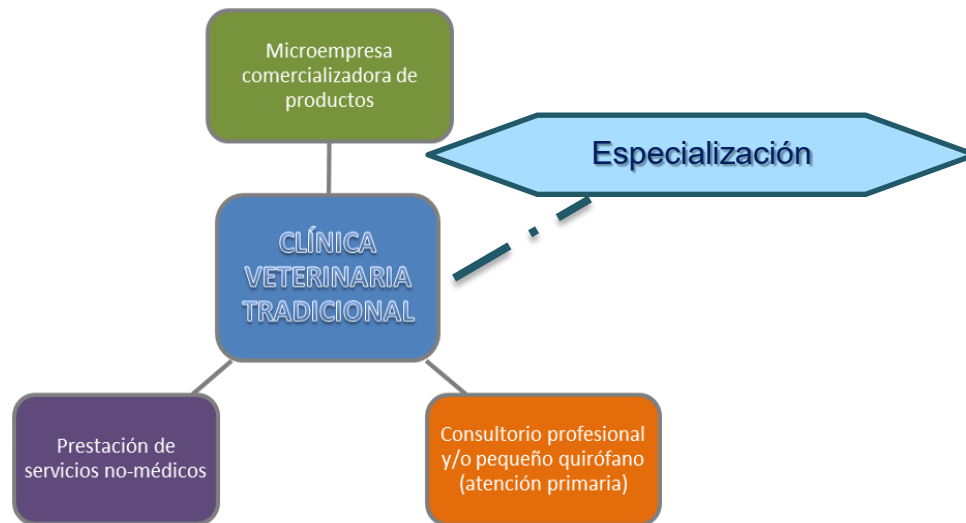 Microempresa
comercializadora de
productos
Especialización
CLÍNICA
VETERINARIA
TRADICIONAL
Prestación de
servicios no-médicos
Consultorio profesional
y/o pequeño quirófano
(atención primaria)